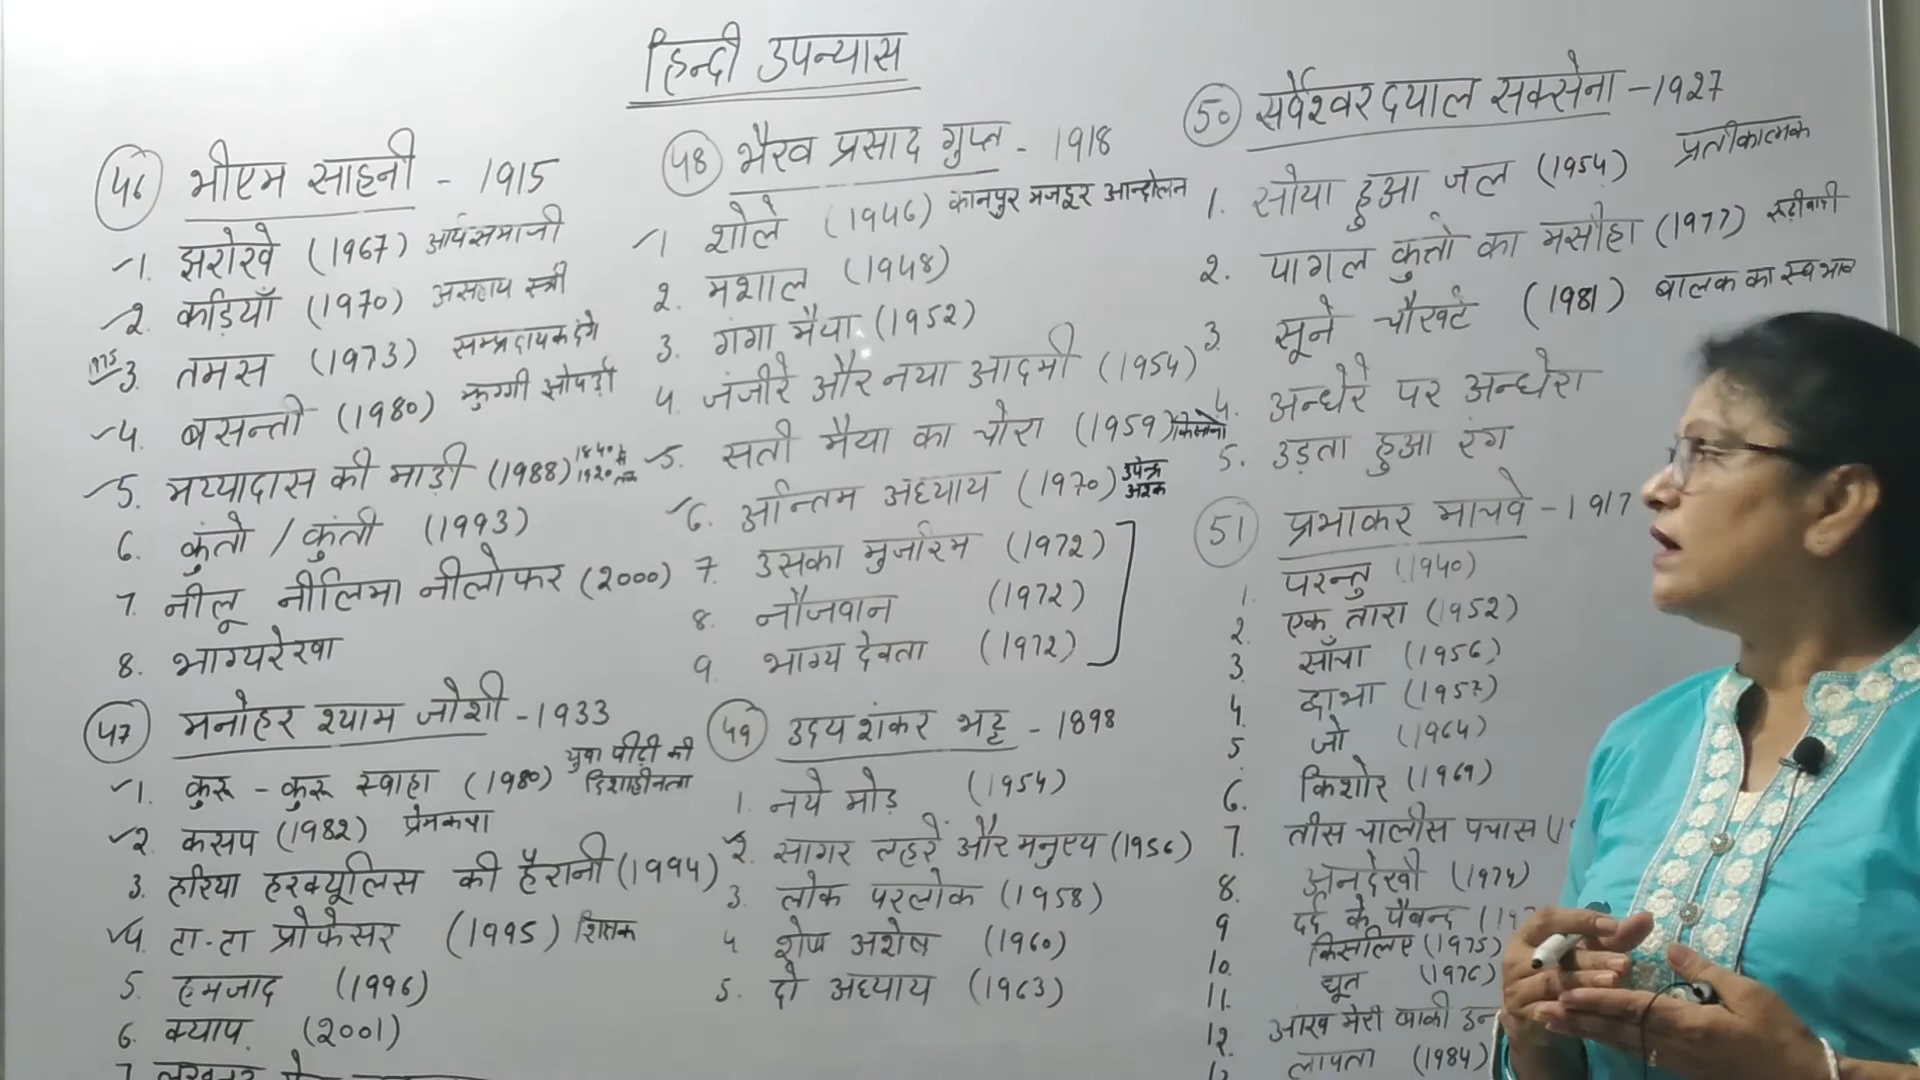 हिन्दी उपन्यास
46 भीष्म साहनी - 1915
1. झरोखे (1967) आर्यसमाजी
2. कड़ियाँ (1970) असहाय स्त्री
1975
3. तमस (1973) सम्प्रदायक दंगे
4. बसन्ती (1980) झुग्गी झोपड़ी
5. मय्यादास की माड़ी (1988) 1840 से 1920 तक
6. कुंतो / कुंती (1993)
7. नीलू नीलिमा नीलोफर (2000)
8. भाग्यरेखा
47 मनोहर श्याम जोशी - 1933
1. कुरू - कुरू स्वाहा (1980) युवा पीढ़ी की दिशाहीनता
2. कसप (1982) प्रेमकथा
3. हरिया हरक्यूलिस की हैरानी (1994)
4. टा-टा प्रोफेसर (1995) शिक्षक
5. हमजाद (1996)
6. क्याप (2001)
7
48 भैरव प्रसाद गुप्त - 1918
1 शोले (1946) कानपुर मजदूर आन्दोलन
2. मशाल (1948)
3. गंगा मैया (1952)
4. जंजीरे और नया आदमी (1954)
5. सती मैया का चौरा (1959) किसानो
6. अन्तिम अध्याय (1970) उपेन्द्र अश्क
7. उसका मुजरिम (1972)
8. नौजवान (1972)
9 भाग्य देवता (1972)
49 उदय शंकर भट्ट - 1898
1. नये मोड़ (1954)
2. सागर लहरें और मनुष्य (1956)
3. लोक परलोक (1958)
4 शेष अशेष (1960)
5. दो अध्याय (1963)
50 सर्वेश्वर दयाल सक्सेना - 1927
1. सोया हुआ जल (1954) प्रतीकात्मक
2. पागल कुत्तो का मसीहा (1977) रूढ़ीवादी
3. सूने चौखटे (1981) बालक का स्वभाव
4. अन्धेरे पर अन्धेरा
5. उड़ता हुआ रंग
51 प्रभाकर माचवे - 1917
1. परन्तु (1940)
2. एक तारा (1952)
3 साँचा (1956)
4. द्वाभा (1957)
5 जो (1964)
6. किशोर (1969)
7. तीस चालीस पचास
8. अनदेखी (1974)
9 दर्द के पैबन्द
10. किसलिए (1975)
11. द्यूत (1976)
12. आंख मेरी बाकी
लापता (1984)